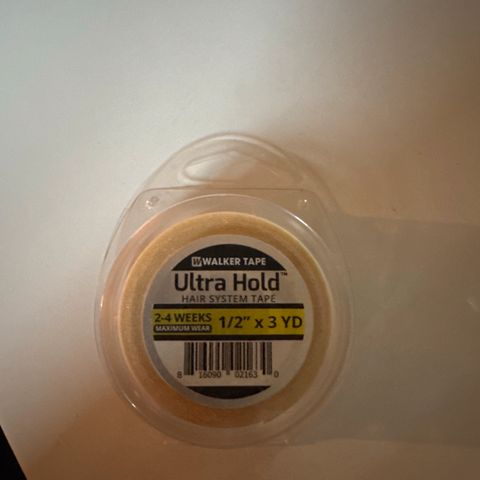 W WALKER TAPE
Ultra Hold™
HAIR SYSTEM TAPE
2-4 WEEKS
MAXIMUM WEAR
1/2" x 3 YD
8 16090 02163 0